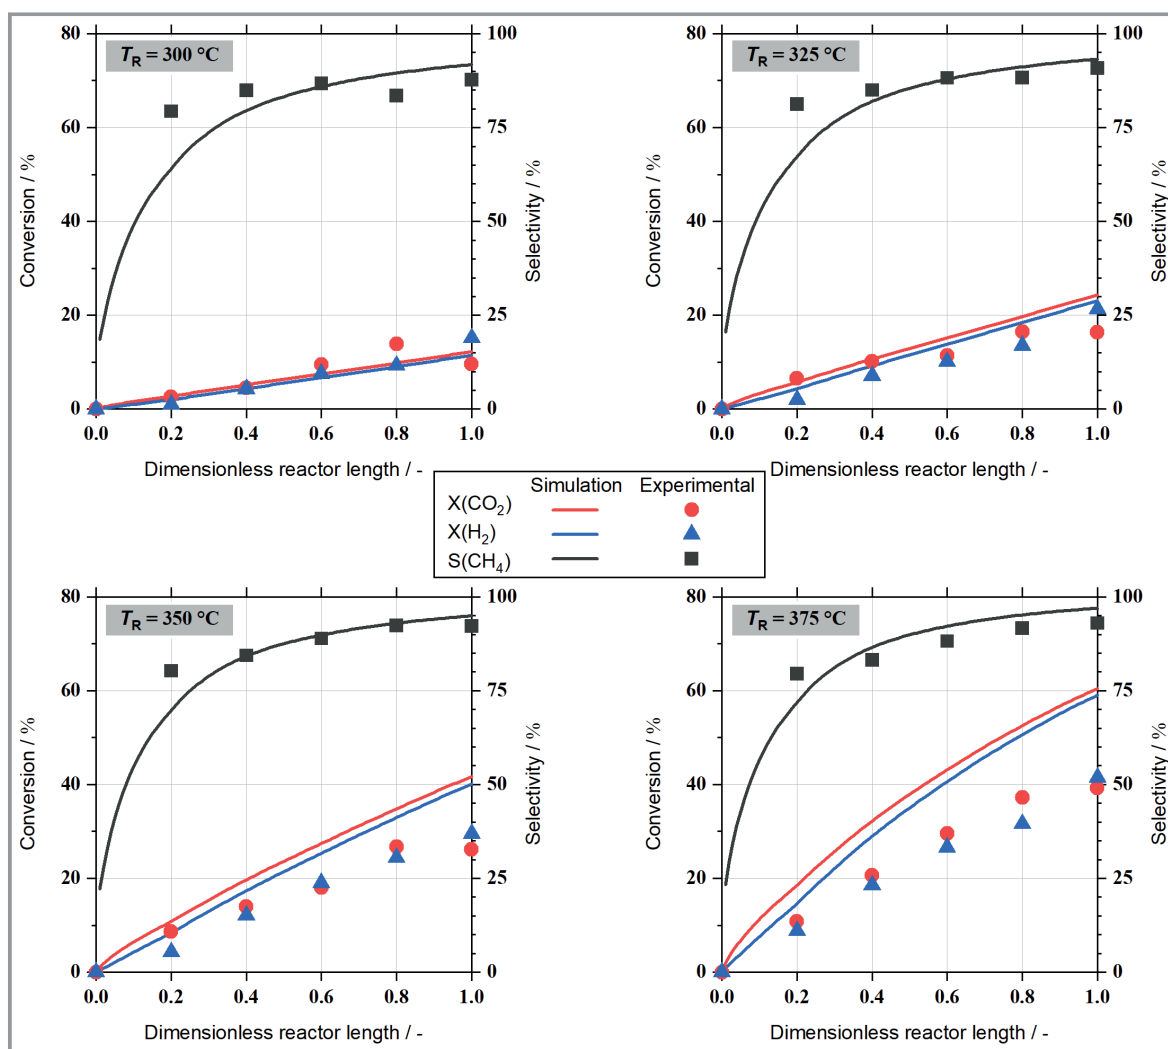 T_R = 300 °C
80
60
40
20
0
100
75
50
25
0
0.0 0.2 0.4 0.6 0.8 1.0
Conversion / %
Selectivity / %
Dimensionless reactor length / -
T_R = 325 °C
80
60
40
20
0
100
75
50
25
0
0.0 0.2 0.4 0.6 0.8 1.0
Conversion / %
Selectivity / %
Dimensionless reactor length / -
Simulation Experimental
X(CO₂)
X(H₂)
S(CH₄)
T_R = 350 °C
80
60
40
20
0
100
75
50
25
0
0.0 0.2 0.4 0.6 0.8 1.0
Conversion / %
Selectivity / %
Dimensionless reactor length / -
T_R = 375 °C
80
60
40
20
0
100
75
50
25
0
0.0 0.2 0.4 0.6 0.8 1.0
Conversion / %
Selectivity / %
Dimensionless reactor length / -